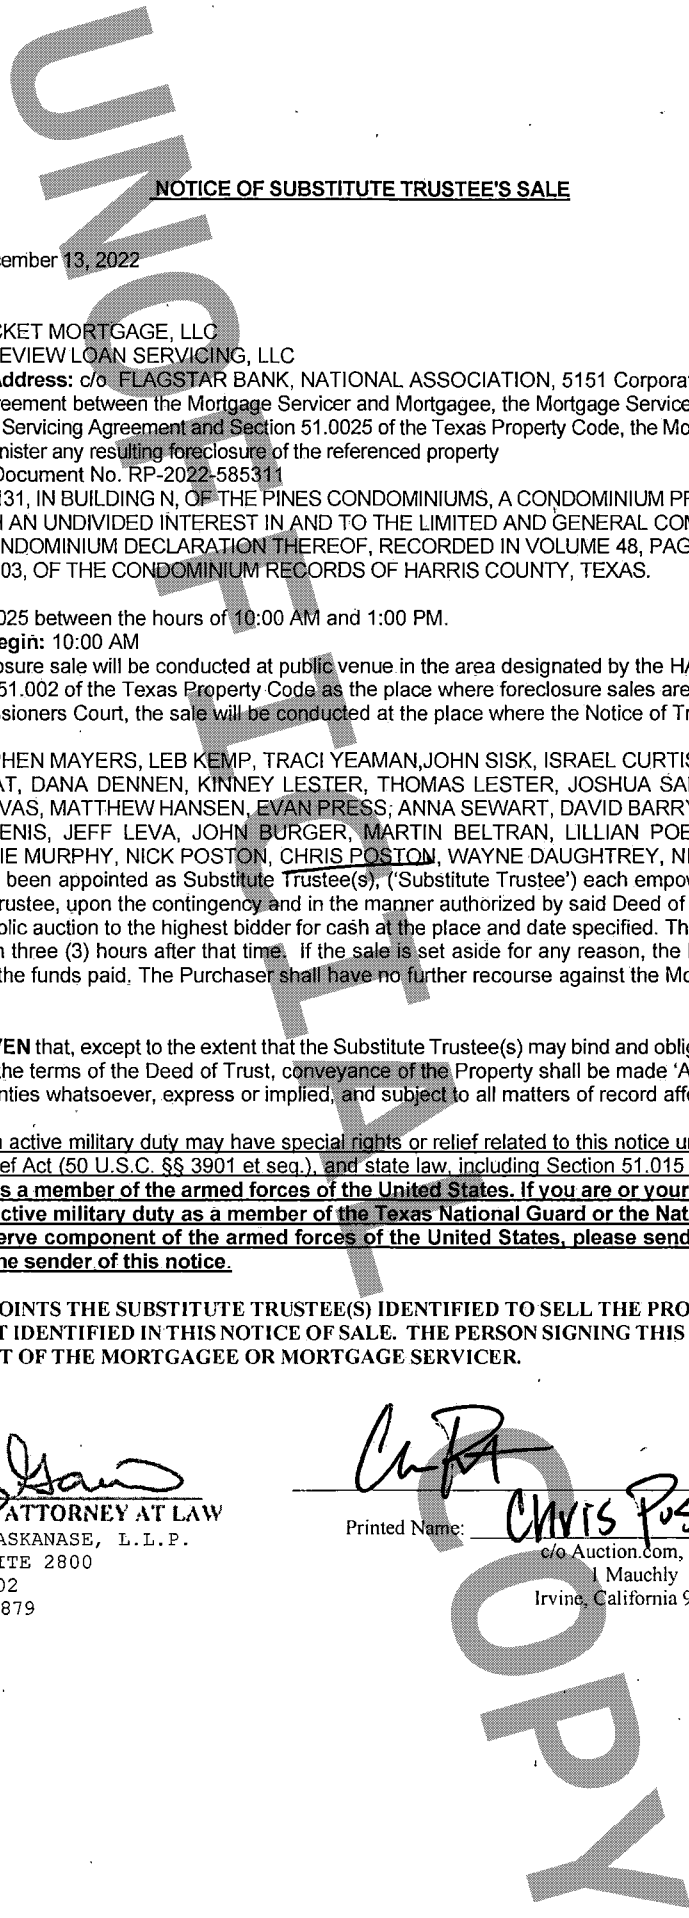 NOTICE OF SUBSTITUTE TRUSTEE'S SALE
cember 13, 2022
CKET MORTGAGE, LLC
EVIEW LOAN SERVICING, LLC
Address: c/o FLAGSTAR BANK, NATIONAL ASSOCIATION, 5151 Corporat
reement between the Mortgage Servicer and Mortgagee, the Mortgage Service
Servicing Agreement and Section 51.0025 of the Texas Property Code, the Mo
nister any resulting foreclosure of the referenced property
Document No. RP-2022-585311
131, IN BUILDING N, OF THE PINES CONDOMINIUMS, A CONDOMINIUM PR
H AN UNDIVIDED INTEREST IN AND TO THE LIMITED AND GENERAL COM
NDOMINIUM DECLARATION THEREOF, RECORDED IN VOLUME 48, PAG
03, OF THE CONDOMINIUM RECORDS OF HARRIS COUNTY, TEXAS.
025 between the hours of 10:00 AM and 1:00 PM.
egin: 10:00 AM
osure sale will be conducted at public venue in the area designated by the HA
51.002 of the Texas Property Code as the place where foreclosure sales are
ssioners Court, the sale will be conducted at the place where the Notice of Tr
PHEN MAYERS, LEB KEMP, TRACI YEAMAN,JOHN SISK, ISRAEL CURTIS
AT, DANA DENNEN, KINNEY LESTER, THOMAS LESTER, JOSHUA SA
VAS, MATTHEW HANSEN, EVAN PRESS, ANNA SEWART, DAVID BARRY
ENIS, JEFF LEVA, JOHN BURGER, MARTIN BELTRAN, LILLIAN POE
IE MURPHY, NICK POSTON, CHRIS POSTON, WAYNE DAUGHTREY, NI
been appointed as Substitute Trustee(s), ('Substitute Trustee') each empow
rustee, upon the contingency and in the manner authorized by said Deed of
blic auction to the highest bidder for cash at the place and date specified. Th
n three (3) hours after that time. If the sale is set aside for any reason, the
the funds paid. The Purchaser shall have no further recourse against the Mo
VEN that, except to the extent that the Substitute Trustee(s) may bind and oblig
the terms of the Deed of Trust, conveyance of the Property shall be made 'A
nties whatsoever, express or implied, and subject to all matters of record affe
n active military duty may have special rights or relief related to this notice u
ef Act (50 U.S.C. §§ 3901 et seq.), and state law, including Section 51.015
s a member of the armed forces of the United States. If you are or your
ctive military duty as a member of the Texas National Guard or the Nat
erve component of the armed forces of the United States, please send
he sender of this notice.
OINTS THE SUBSTITUTE TRUSTEE(S) IDENTIFIED TO SELL THE PRO
T IDENTIFIED IN THIS NOTICE OF SALE. THE PERSON SIGNING THIS
T OF THE MORTGAGEE OR MORTGAGE SERVICER.
ATTORNEY AT LAW
ASKANASE, L.L.P.
ITE 2800
02
879
Printed Name: Chris Pos
c/o Auction.com,
1 Mauchly
Irvine, California 9
UNOFFICIAL COPY